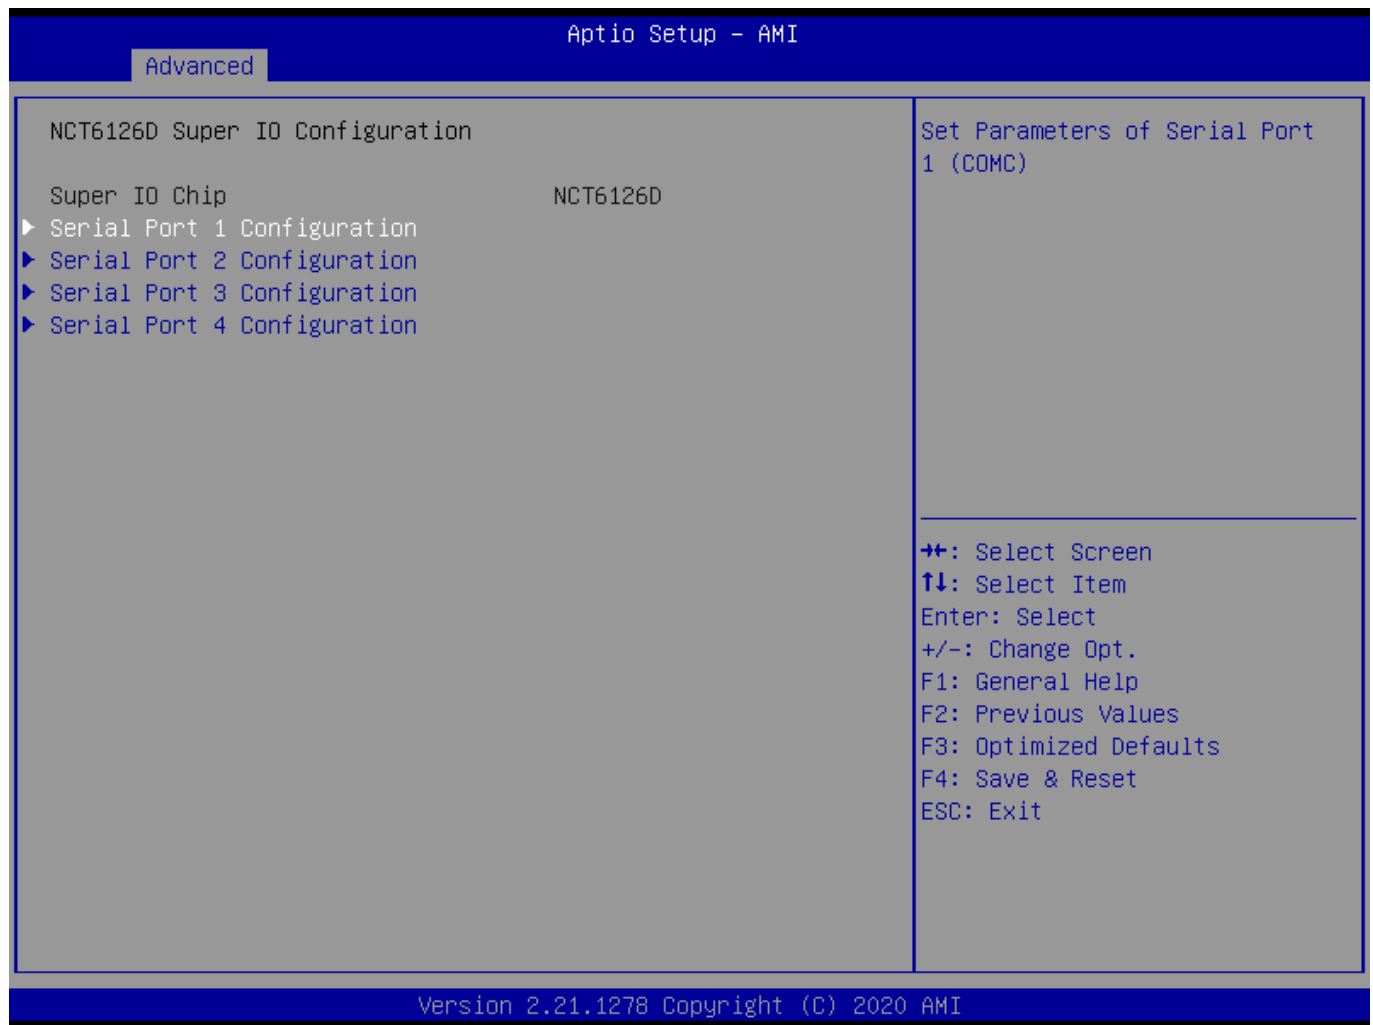 Aptio Setup – AMI
Advanced
NCT6126D Super IO Configuration
Super IO Chip NCT6126D
Serial Port 1 Configuration
Serial Port 2 Configuration
Serial Port 3 Configuration
Serial Port 4 Configuration
Set Parameters of Serial Port
1 (COMC)
→←: Select Screen
↑↓: Select Item
Enter: Select
+/-: Change Opt.
F1: General Help
F2: Previous Values
F3: Optimized Defaults
F4: Save & Reset
ESC: Exit
Version 2.21.1278 Copyright (C) 2020 AMI